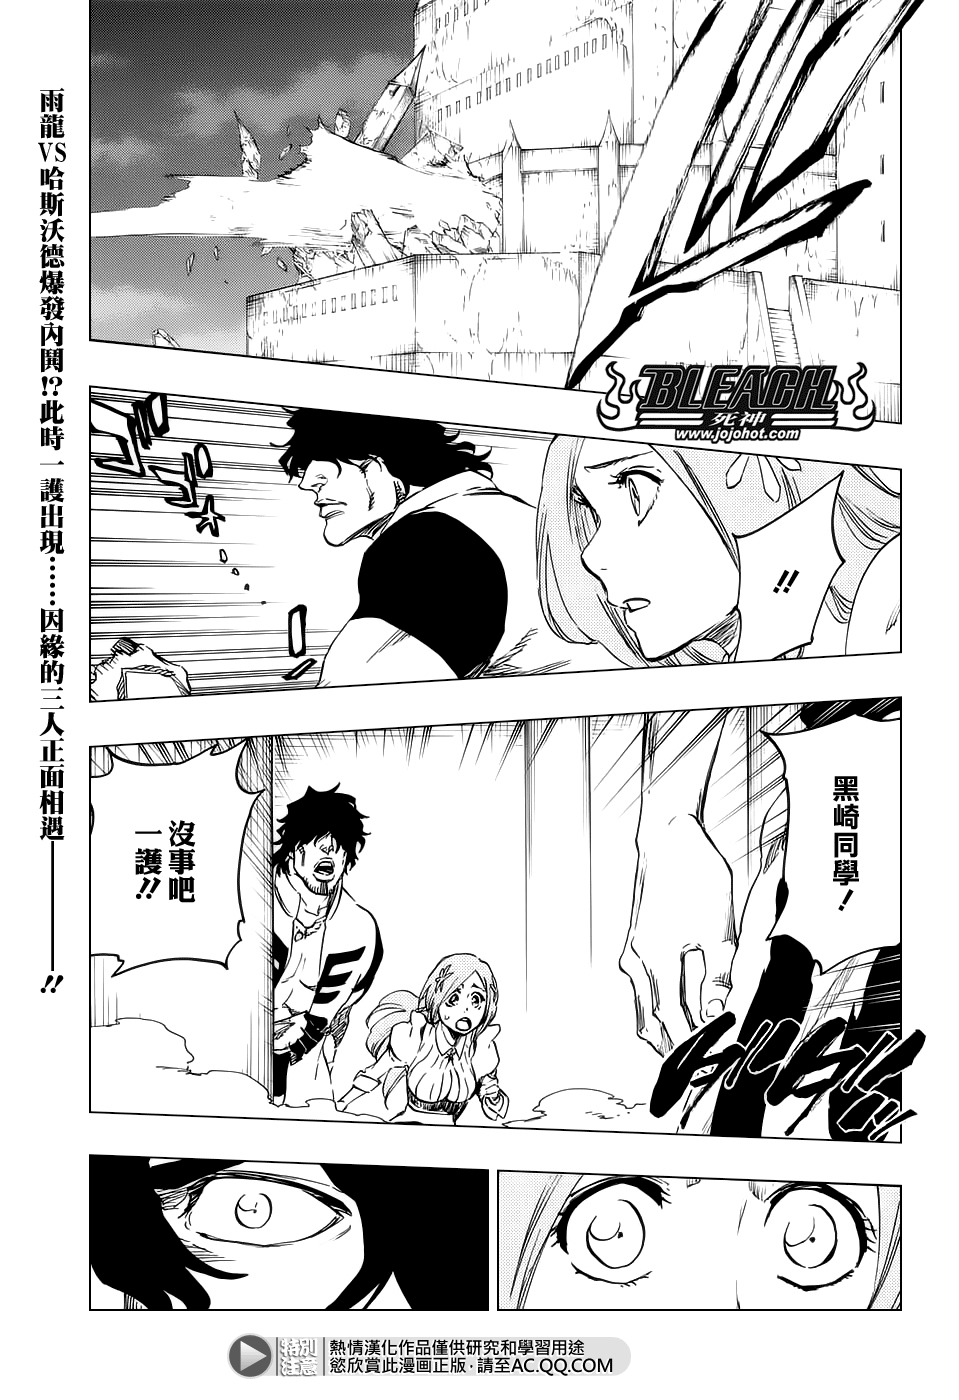 雨龍VS哈斯沃德爆發內鬨!?此時一護出現……因緣的三人正面相遇———!!
BLEACH
死神
www.jojohot.com
!!
黑崎同學!
沒事吧
一護!!
特別
注意
熱情漢化作品僅供研究和學習用途
慾欣賞此漫画正版,請至AC.QQ.COM